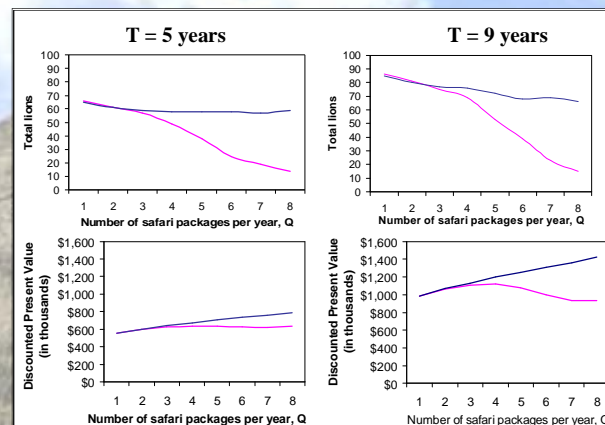 T = 5 years
Total lions
70
60
50
40
30
20
10
0
1 2 3 4 5 6 7 8
Number of safari packages per year, Q
T = 9 years
Total lions
100
90
80
70
60
50
40
30
20
10
0
1 2 3 4 5 6 7 8
Number of safari packages per year, Q
Discounted Present Value
(in thousands)
$1,600
$1,400
$1,200
$1,000
$800
$600
$400
$200
$0
1 2 3 4 5 6 7 8
Number of safari packages per year, Q
Discounted Present Value
(in thousands)
$1,600
$1,400
$1,200
$1,000
$800
$600
$400
$200
$0
1 2 3 4 5 6 7 8
Number of safari packages per year, Q